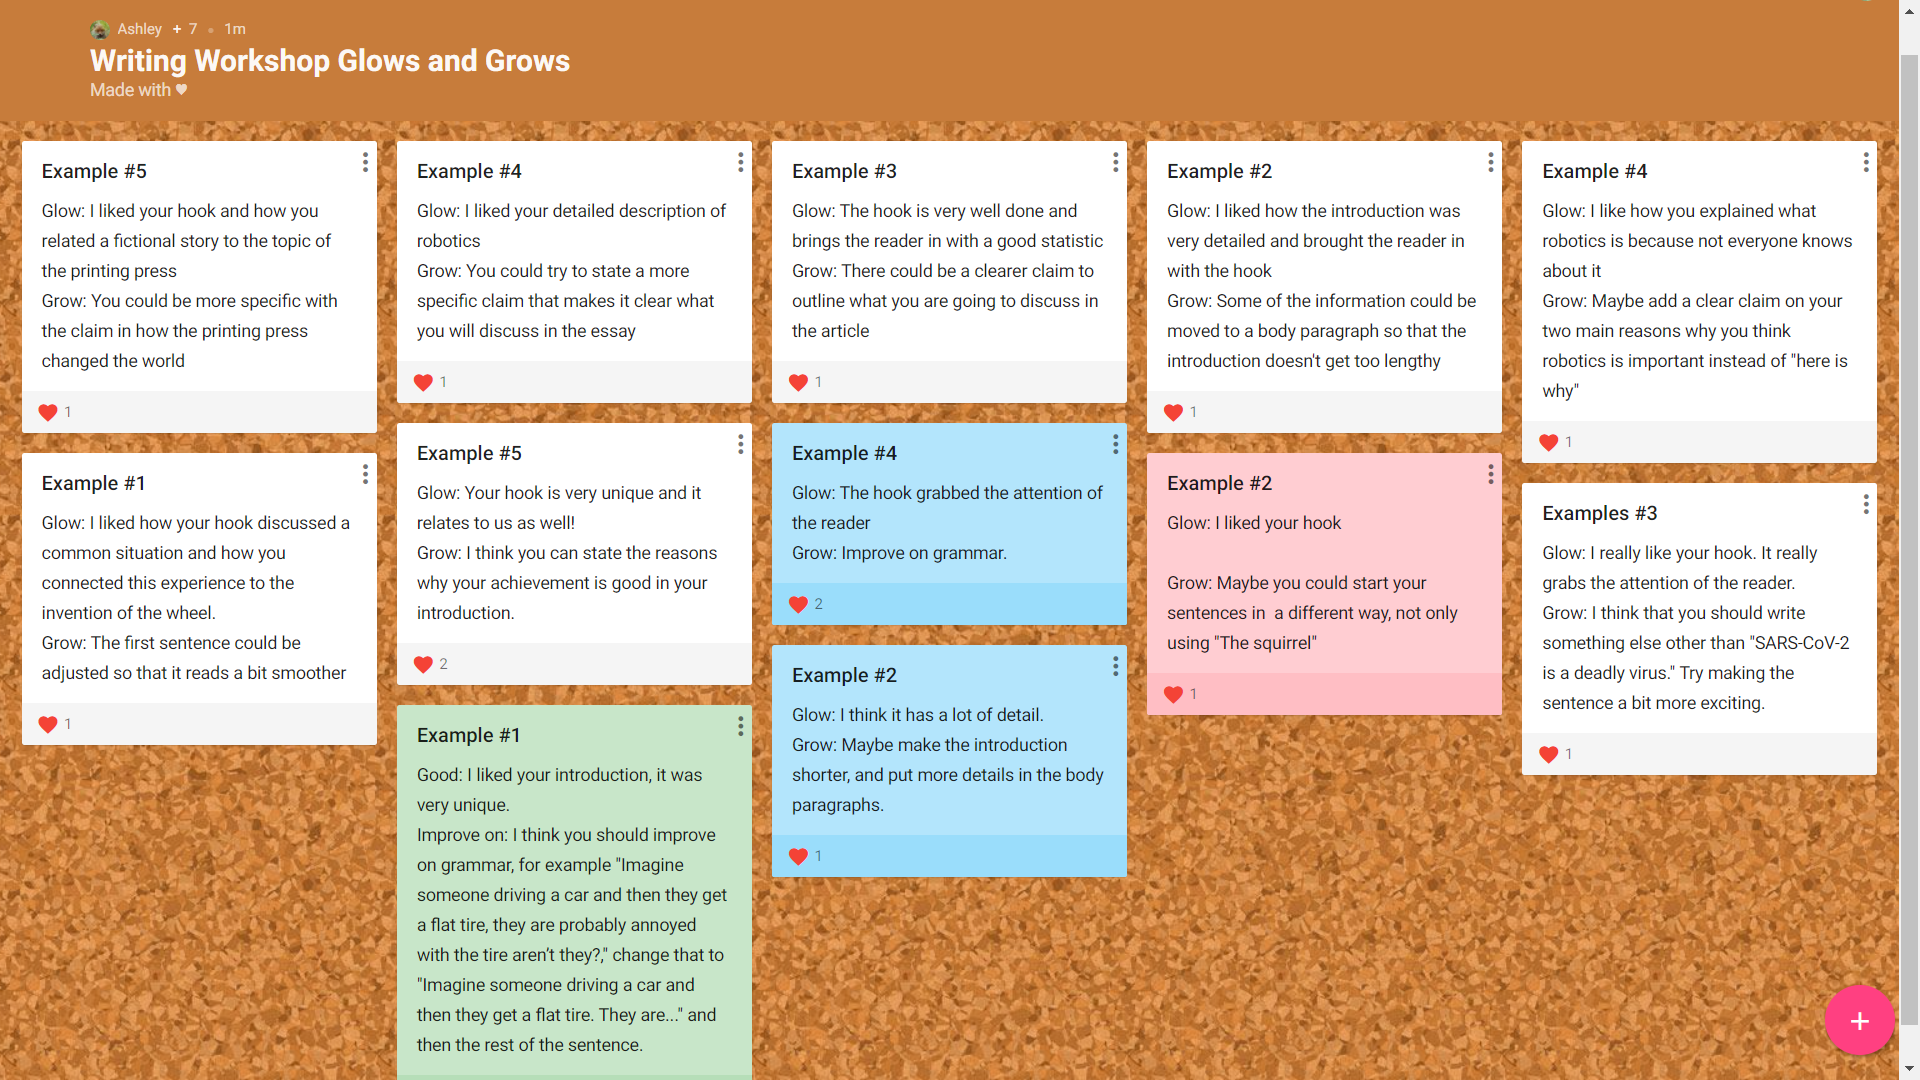 Ashley + 7 • 1m
Writing Workshop Glows and Grows
Made with ♥
Example #5
Glow: I liked your hook and how you
related a fictional story to the topic of
the printing press
Grow: You could be more specific with
the claim in how the printing press
changed the world
1
Example #1
Glow: I liked how your hook discussed a
common situation and how you
connected this experience to the
invention of the wheel.
Grow: The first sentence could be
adjusted so that it reads a bit smoother
1
Example #4
Glow: I liked your detailed description of
robotics
Grow: You could try to state a more
specific claim that makes it clear what
you will discuss in the essay
1
Example #5
Glow: Your hook is very unique and it
relates to us as well!
Grow: I think you can state the reasons
why your achievement is good in your
introduction.
2
Example #1
Good: I liked your introduction, it was
very unique.
Improve on: I think you should improve
on grammar, for example "Imagine
someone driving a car and then they get
a flat tire, they are probably annoyed
with the tire aren’t they?," change that to
"Imagine someone driving a car and
then they get a flat tire. They are..." and
then the rest of the sentence.
Example #3
Glow: The hook is very well done and
brings the reader in with a good statistic
Grow: There could be a clearer claim to
outline what you are going to discuss in
the article
1
Example #4
Glow: The hook grabbed the attention of
the reader
Grow: Improve on grammar.
2
Example #2
Glow: I think it has a lot of detail.
Grow: Maybe make the introduction
shorter, and put more details in the body
paragraphs.
1
Example #2
Glow: I liked how the introduction was
very detailed and brought the reader in
with the hook
Grow: Some of the information could be
moved to a body paragraph so that the
introduction doesn't get too lengthy
1
Example #2
Glow: I liked your hook
Grow: Maybe you could start your
sentences in  a different way, not only
using "The squirrel"
1
Example #4
Glow: I like how you explained what
robotics is because not everyone knows
about it
Grow: Maybe add a clear claim on your
two main reasons why you think
robotics is important instead of "here is
why"
1
Examples #3
Glow: I really like your hook. It really
grabs the attention of the reader.
Grow: I think that you should write
something else other than "SARS-CoV-2
is a deadly virus." Try making the
sentence a bit more exciting.
1
+